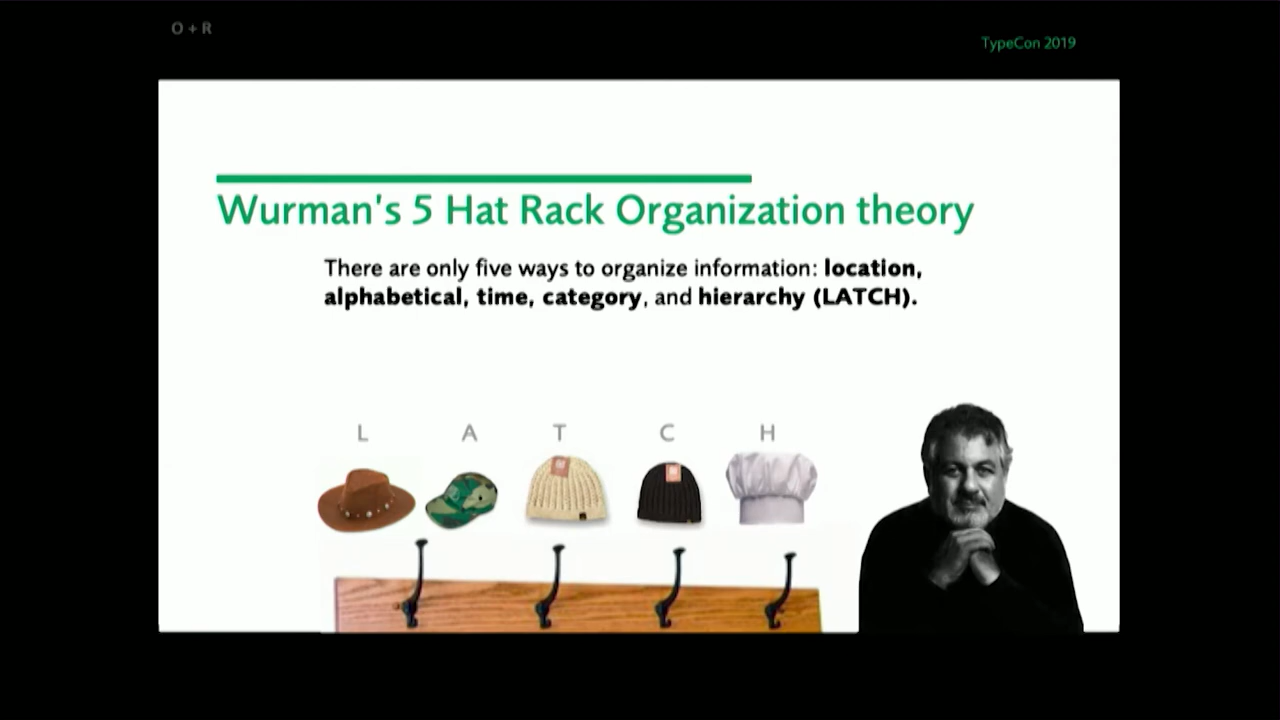 O + R
TypeCon 2019
Wurman's 5 Hat Rack Organization theory
There are only five ways to organize information: location,
alphabetical, time, category, and hierarchy (LATCH).
L A T C H